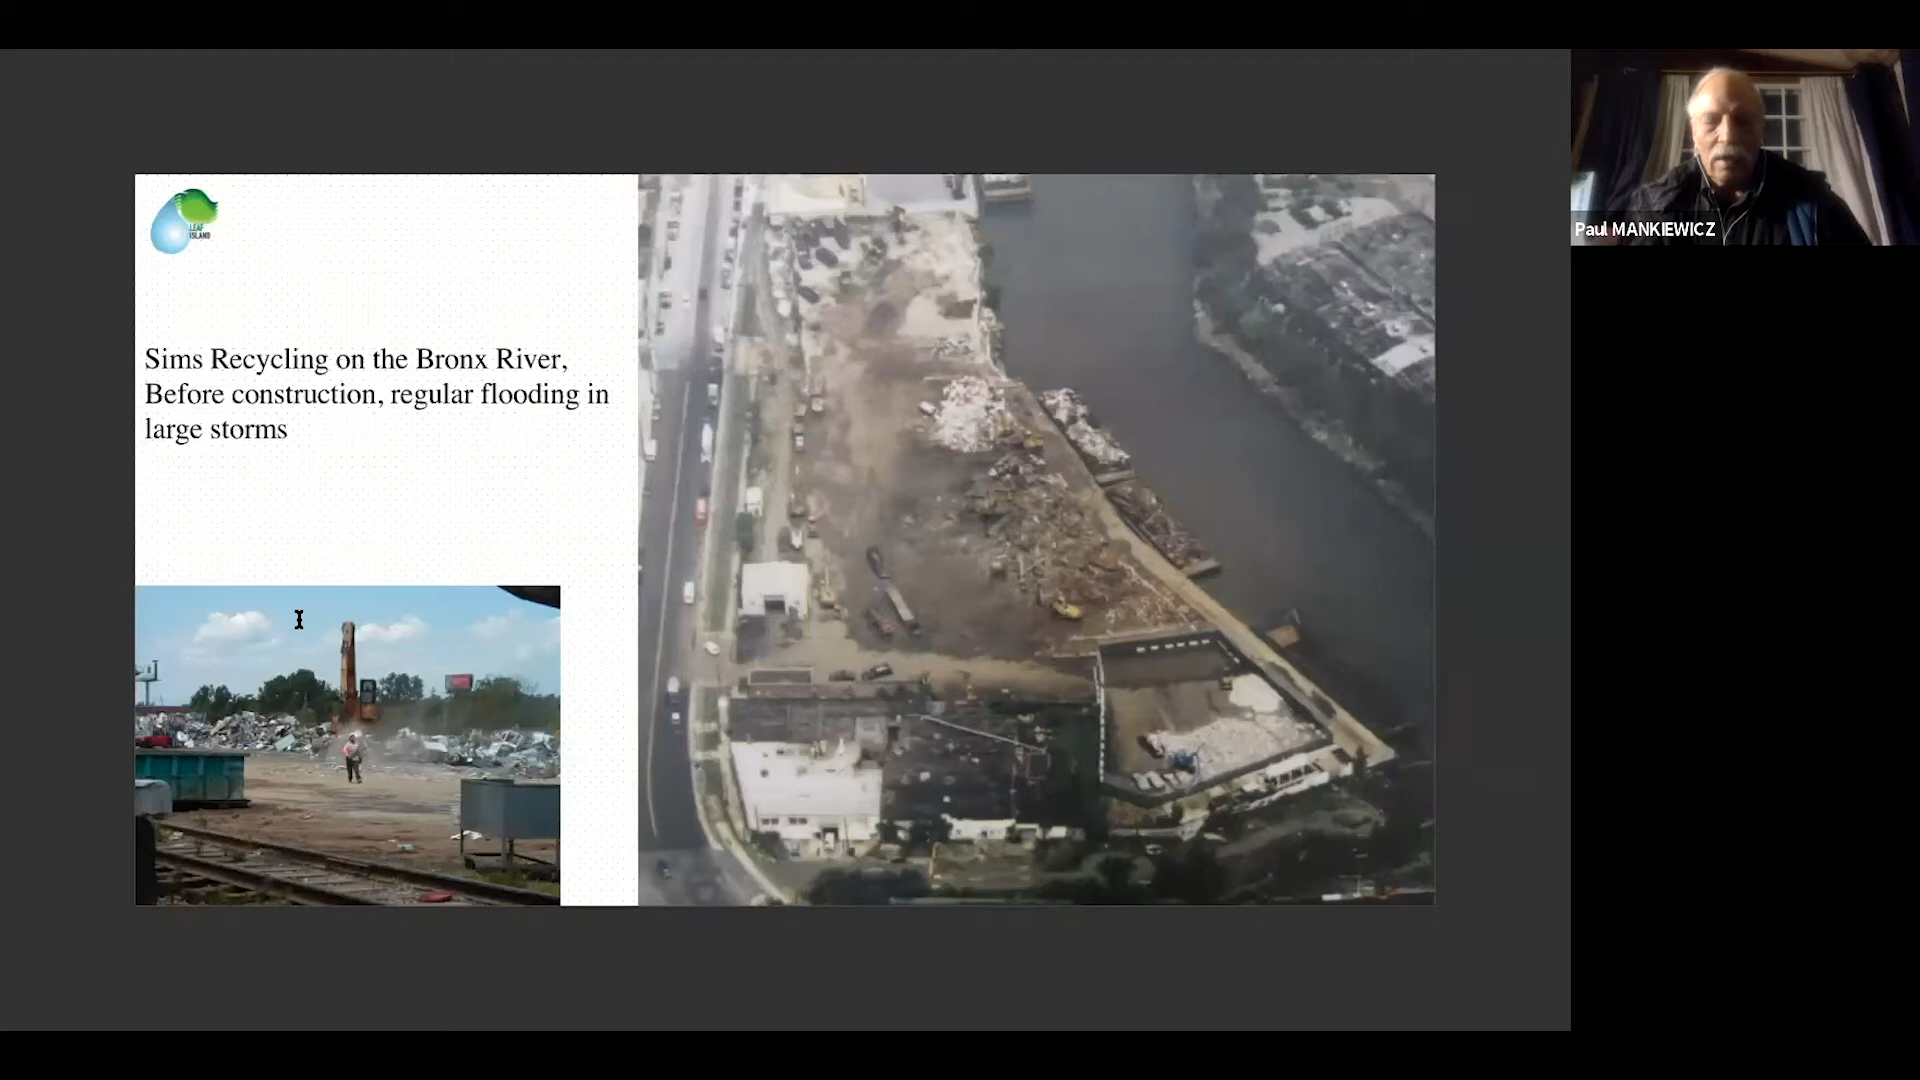 LEAF
ISLAND
Sims Recycling on the Bronx River,
Before construction, regular flooding in
large storms
Paul MANKIEWICZ